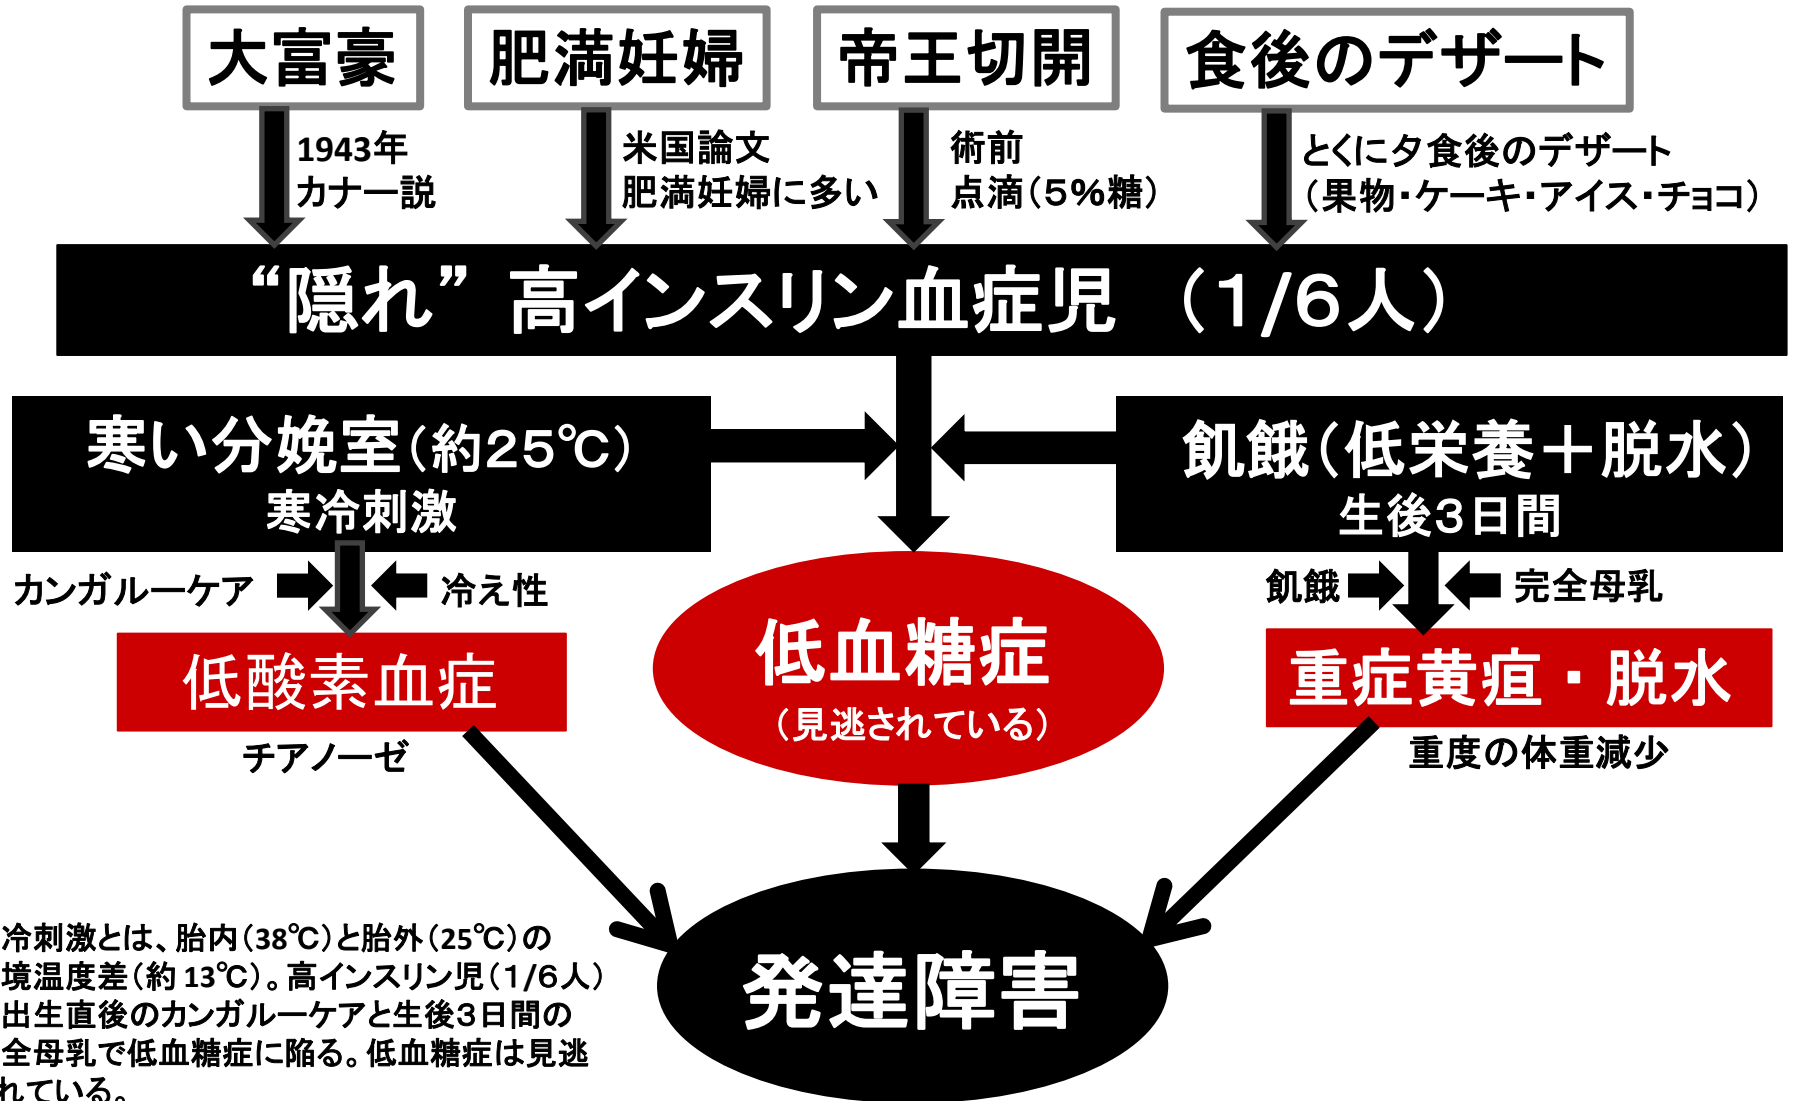 大富豪
肥満妊婦
帝王切開
食後のデザート
1943年
カナー説
米国論文
肥満妊婦に多い
術前
点滴（５％糖）
とくに夕食後のデザート
（果物・ケーキ・アイス・チョコ）
“隠れ” 高インスリン血症児 （１/６人）
寒い分娩室（約２５℃）
寒冷刺激
飢餓（低栄養＋脱水）
生後３日間
カンガルーケア
冷え性
飢餓
完全母乳
低酸素血症
チアノーゼ
低血糖症
（見逃されている）
重症黄疸・脱水
重度の体重減少
発達障害
冷刺激とは、胎内（38℃）と胎外（25℃）の
境温度差（約 13℃）。高インスリン児（１/６人）
出生直後のカンガルーケアと生後３日間の
全母乳で低血糖症に陥る。低血糖症は見逃
れている。